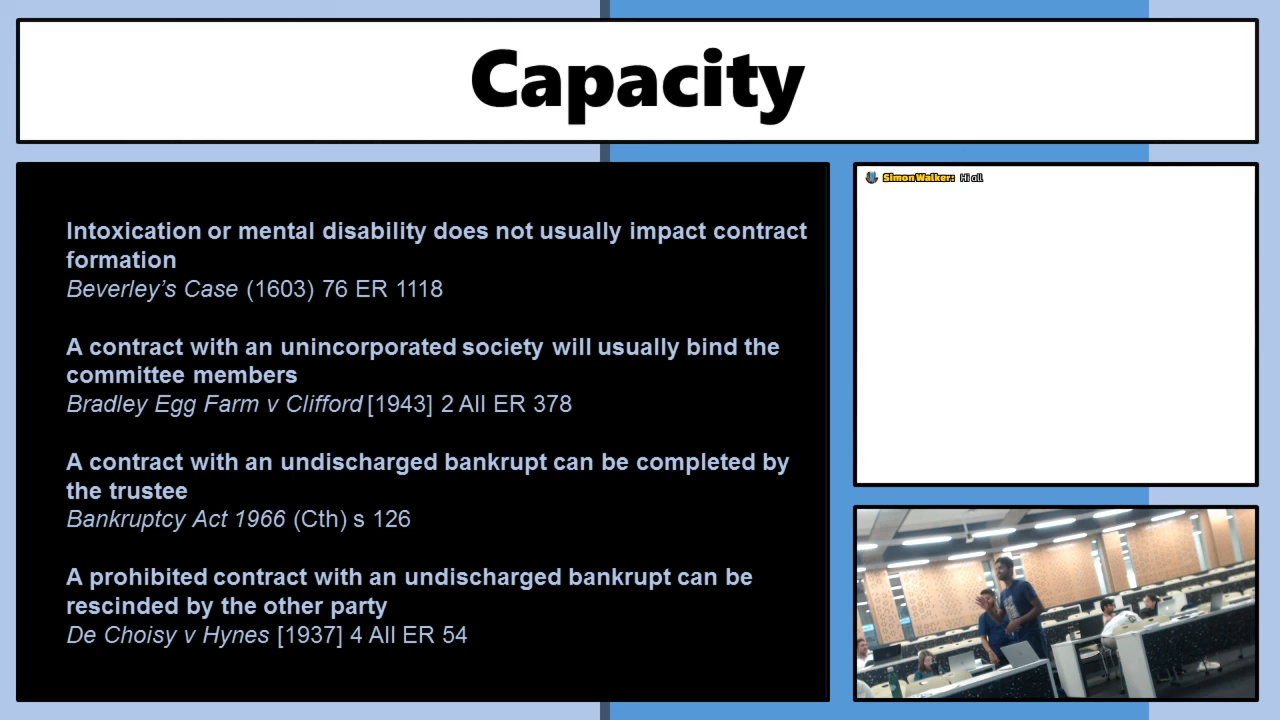 Capacity
Intoxication or mental disability does not usually impact contract
formation
Beverley’s Case (1603) 76 ER 1118
A contract with an unincorporated society will usually bind the
committee members
Bradley Egg Farm v Clifford [1943] 2 All ER 378
A contract with an undischarged bankrupt can be completed by
the trustee
Bankruptcy Act 1966 (Cth) s 126
A prohibited contract with an undischarged bankrupt can be
rescinded by the other party
De Choisy v Hynes [1937] 4 All ER 54
Simon Walker: Hi all